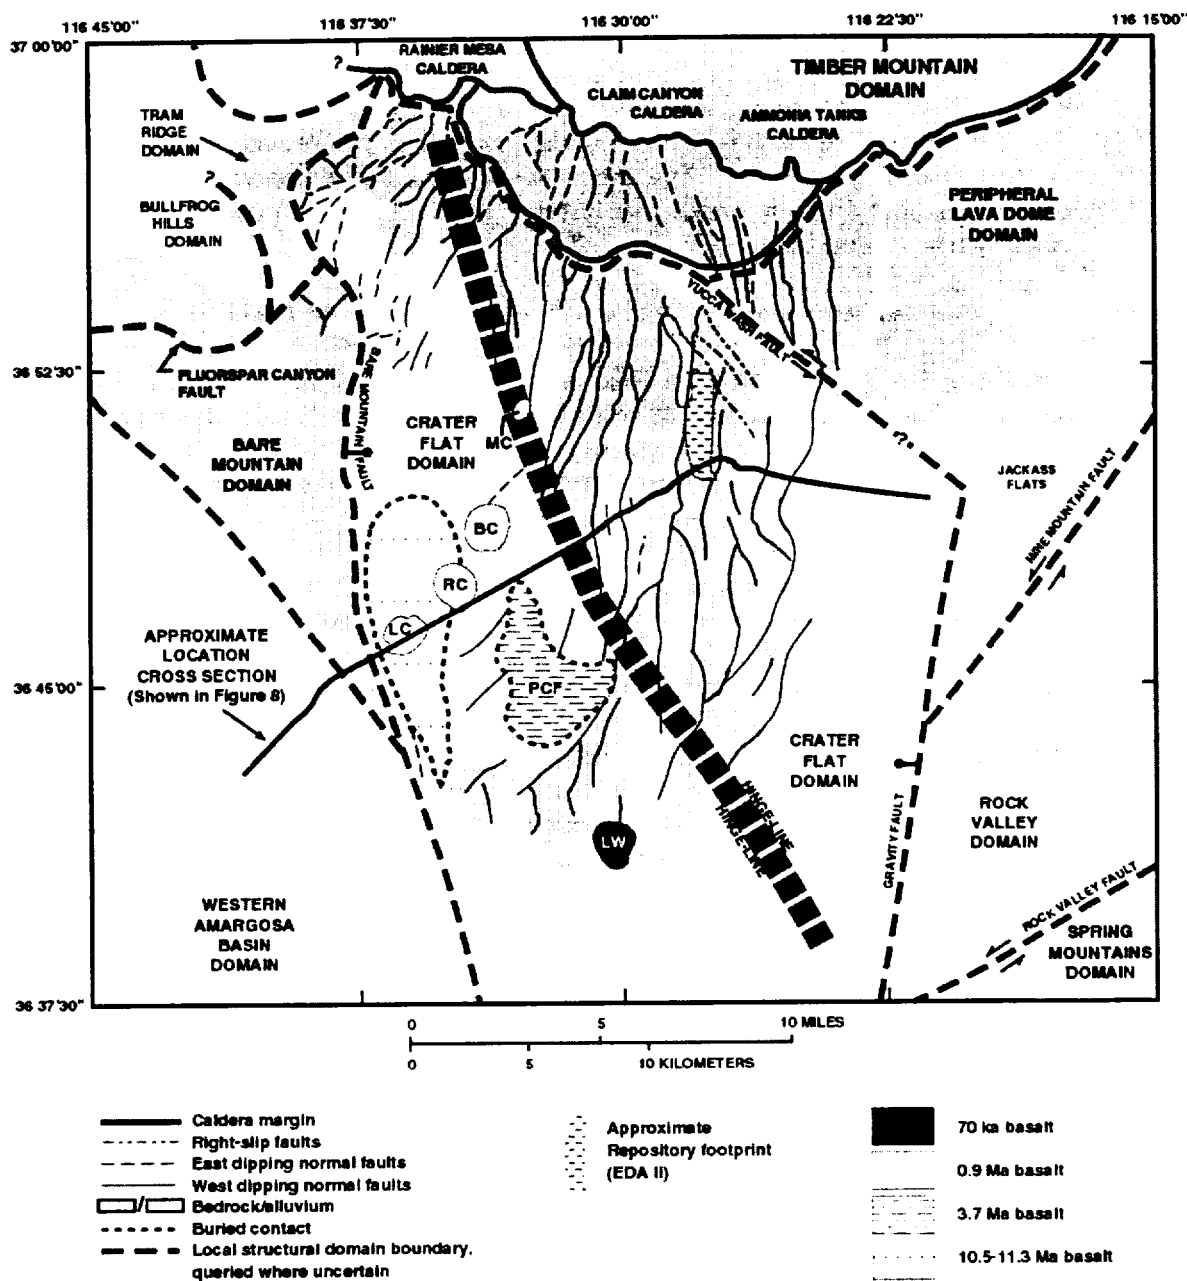 116 45'00"
116 37'30"
116 30'00"
116 22'30"
116 15'00"
37 00'00"
?
RAINIER MESA
CALDERA
TIMBER MOUNTAIN
DOMAIN
CLAIM CANYON
CALDERA
AMMONIA TANKS
CALDERA
TRAM
RIDGE
DOMAIN
?
BULLFROG
HILLS
DOMAIN
PERIPHERAL
LAVA DOME
DOMAIN
YUCCA WASH FAULT
BARE MOUNTAIN FAULT
36 52'30"
FLUORSPAR CANYON
FAULT
CRATER
FLAT
DOMAIN
MC
BARE
MOUNTAIN
DOMAIN
?
JACKASS
FLATS
MINE MOUNTAIN FAULT
BC
RC
LC
APPROXIMATE
LOCATION
CROSS SECTION
(Shown in Figure 8)
36 45'00"
PCF
CRATER
FLAT
DOMAIN
HINGE-LINE
HINGE-LINE
GRAVITY FAULT
ROCK
VALLEY
DOMAIN
LW
ROCK VALLEY FAULT
WESTERN
AMARGOSA
BASIN
DOMAIN
SPRING
MOUNTAINS
DOMAIN
36 37'30"
0 5 10 MILES
0 5 10 KILOMETERS
Caldera margin
Right-slip faults
East dipping normal faults
West dipping normal faults
/ Bedrock/alluvium
Buried contact
Local structural domain boundary,
queried where uncertain
Approximate
Repository footprint
(EDA II)
70 ka basalt
0.9 Ma basalt
3.7 Ma basalt
10.5-11.3 Ma basalt